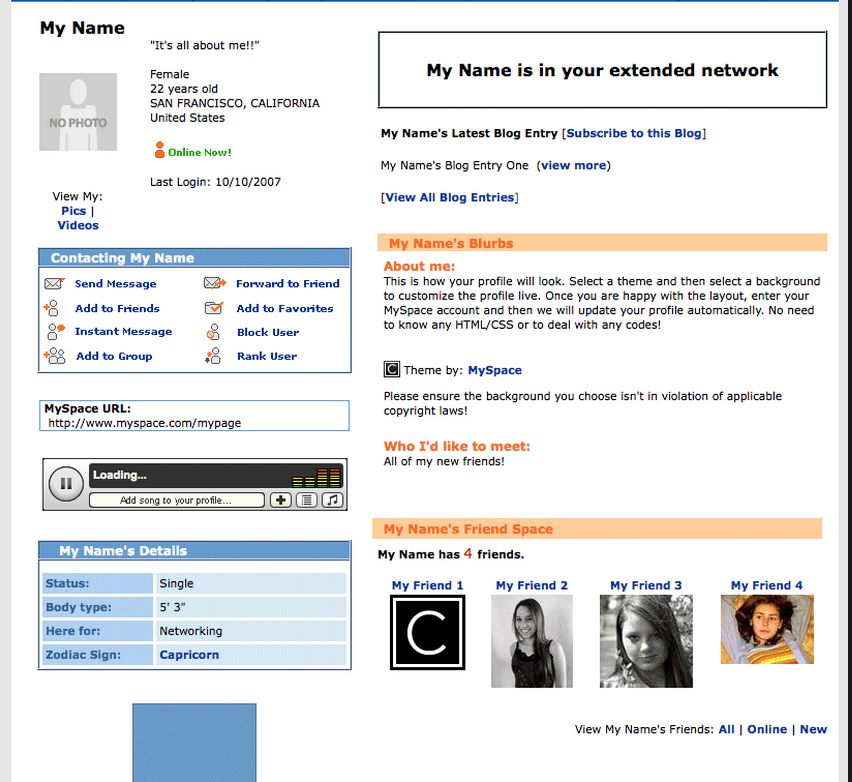 My Name
"It's all about me!!"
Female
22 years old
SAN FRANCISCO, CALIFORNIA
United States
NO PHOTO
Online Now!
Last Login: 10/10/2007
View My:
Pics |
Videos
Contacting My Name
Send Message
Forward to Friend
Add to Friends
Add to Favorites
Instant Message
Block User
Add to Group
Rank User
MySpace URL:
http://www.myspace.com/mypage
Loading...
Add song to your profile...
My Name's Details
Status: Single
Body type: 5' 3"
Here for: Networking
Zodiac Sign: Capricorn
My Name is in your extended network
My Name's Latest Blog Entry [Subscribe to this Blog]
My Name's Blog Entry One (view more)
[View All Blog Entries]
My Name's Blurbs
About me:
This is how your profile will look. Select a theme and then select a background
to customize the profile live. Once you are happy with the layout, enter your
MySpace account and then we will update your profile automatically. No need
to know any HTML/CSS or to deal with any codes!
C Theme by: MySpace
Please ensure the background you choose isn't in violation of applicable
copyright laws!
Who I'd like to meet:
All of my new friends!
My Name's Friend Space
My Name has 4 friends.
My Friend 1
My Friend 2
My Friend 3
My Friend 4
C
View My Name's Friends: All | Online | New